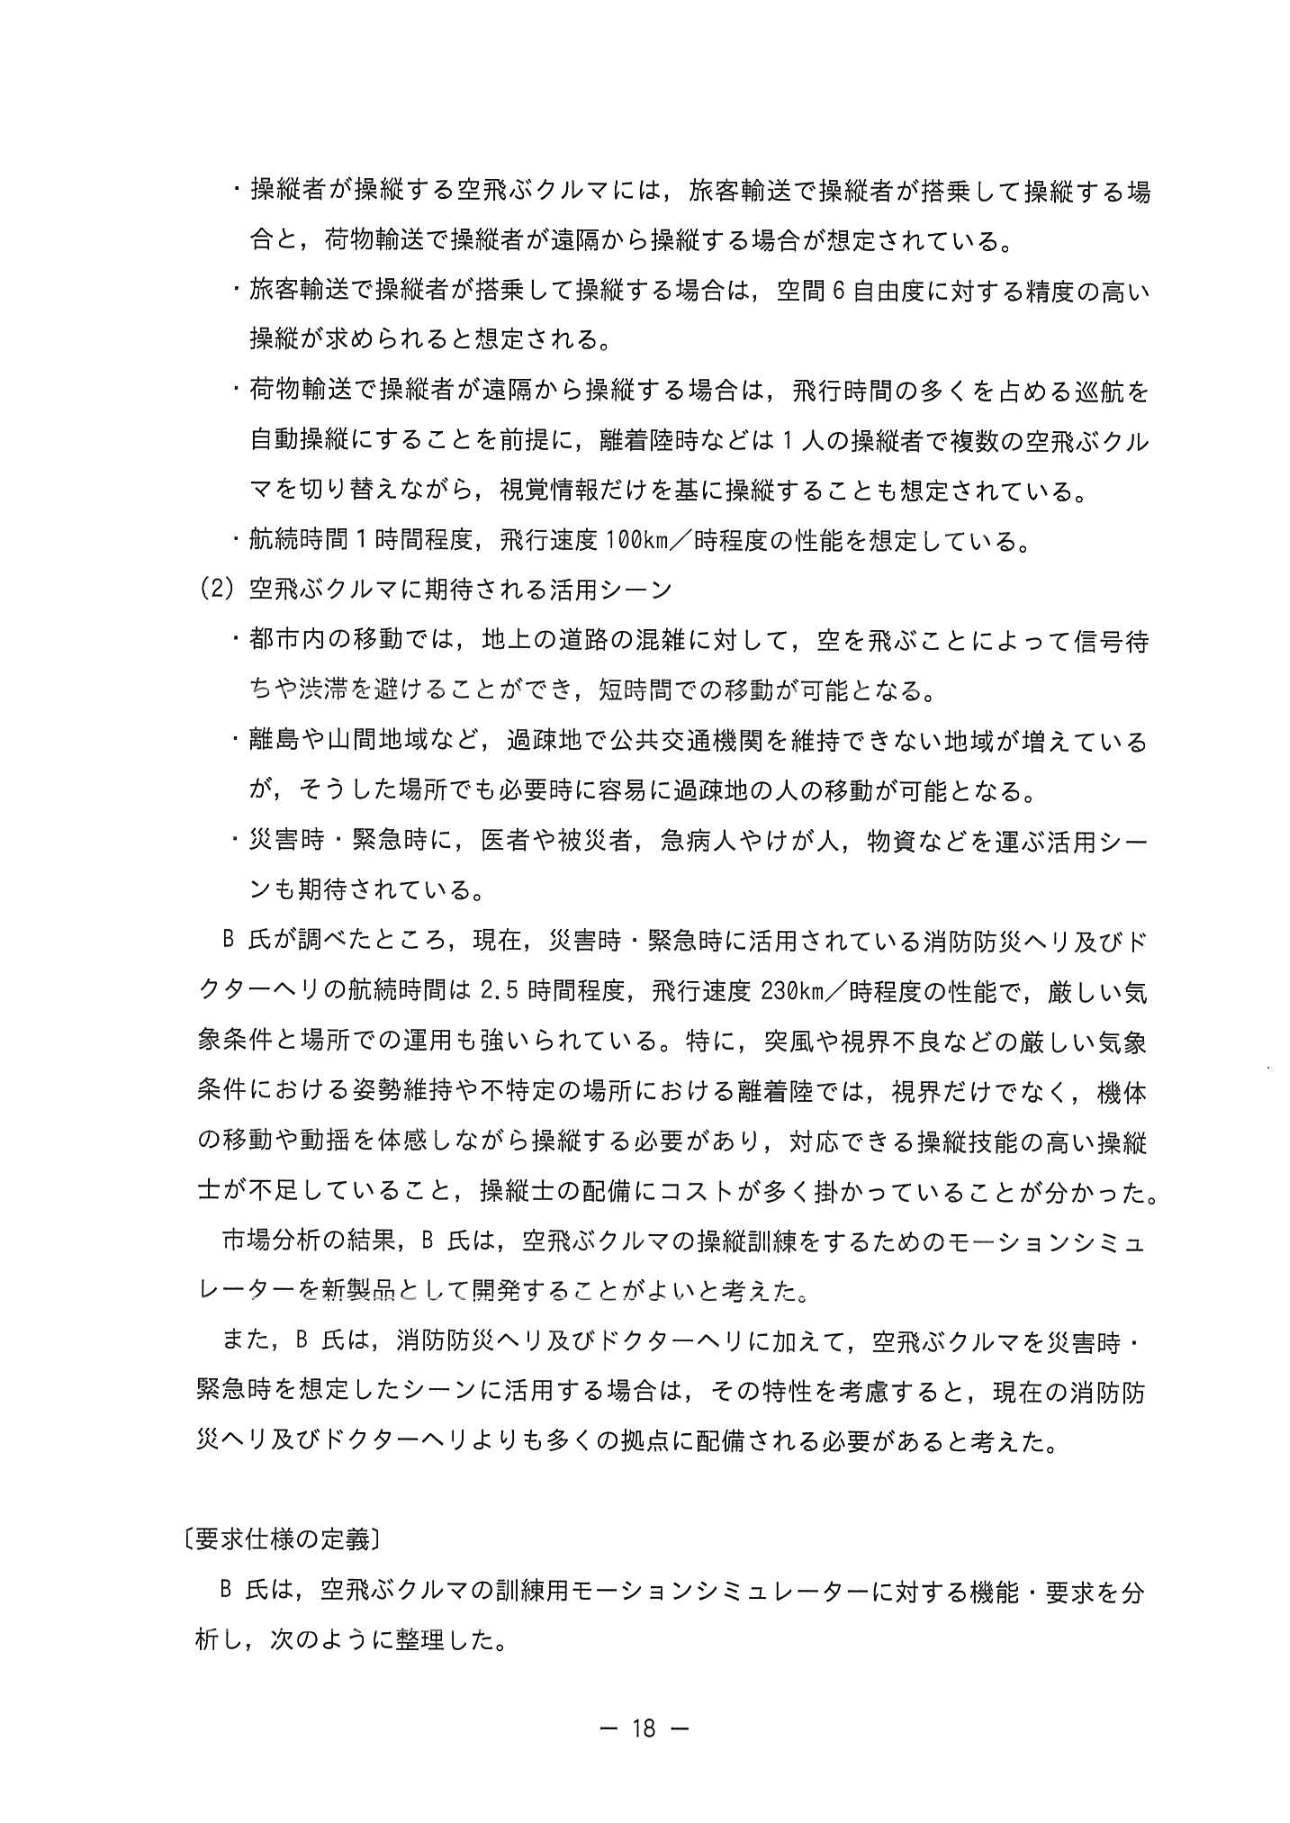 ・操縦者が操縦する空飛ぶクルマには，旅客輸送で操縦者が搭乗して操縦する場
合と，荷物輸送で操縦者が遠隔から操縦する場合が想定されている。
・旅客輸送で操縦者が搭乗して操縦する場合は，空間6自由度に対する精度の高い
操縦が求められると想定される。
・荷物輸送で操縦者が遠隔から操縦する場合は，飛行時間の多くを占める巡航を
自動操縦にすることを前提に，離着陸時などは1人の操縦者で複数の空飛ぶクル
マを切り替えながら，視覚情報だけを基に操縦することも想定されている。
・航続時間1時間程度，飛行速度100km／時程度の性能を想定している。
(2) 空飛ぶクルマに期待される活用シーン
・都市内の移動では，地上の道路の混雑に対して，空を飛ぶことによって信号待
ちや渋滞を避けることができ，短時間での移動が可能となる。
・離島や山間地域など，過疎地で公共交通機関を維持できない地域が増えている
が，そうした場所でも必要時に容易に過疎地の人の移動が可能となる。
・災害時・緊急時に，医者や被災者，急病人やけが人，物資などを運ぶ活用シー
ンも期待されている。
B 氏が調べたところ，現在，災害時・緊急時に活用されている消防防災ヘリ及びド
クターヘリの航続時間は 2.5 時間程度，飛行速度 230km／時程度の性能で，厳しい気
象条件と場所での運用も強いられている。特に，突風や視界不良などの厳しい気象
条件における姿勢維持や不特定の場所における離着陸では，視界だけでなく，機体
の移動や動揺を体感しながら操縦する必要があり，対応できる操縦技能の高い操縦
士が不足していること，操縦士の配備にコストが多く掛かっていることが分かった。
市場分析の結果，B 氏は，空飛ぶクルマの操縦訓練をするためのモーションシミュ
レーターを新製品として開発することがよいと考えた。
また，B 氏は，消防防災ヘリ及びドクターヘリに加えて，空飛ぶクルマを災害時・
緊急時を想定したシーンに活用する場合は，その特性を考慮すると，現在の消防防
災ヘリ及びドクターヘリよりも多くの拠点に配備される必要があると考えた。
〔要求仕様の定義〕
B 氏は，空飛ぶクルマの訓練用モーションシミュレーターに対する機能・要求を分
析し，次のように整理した。
― 18 ―